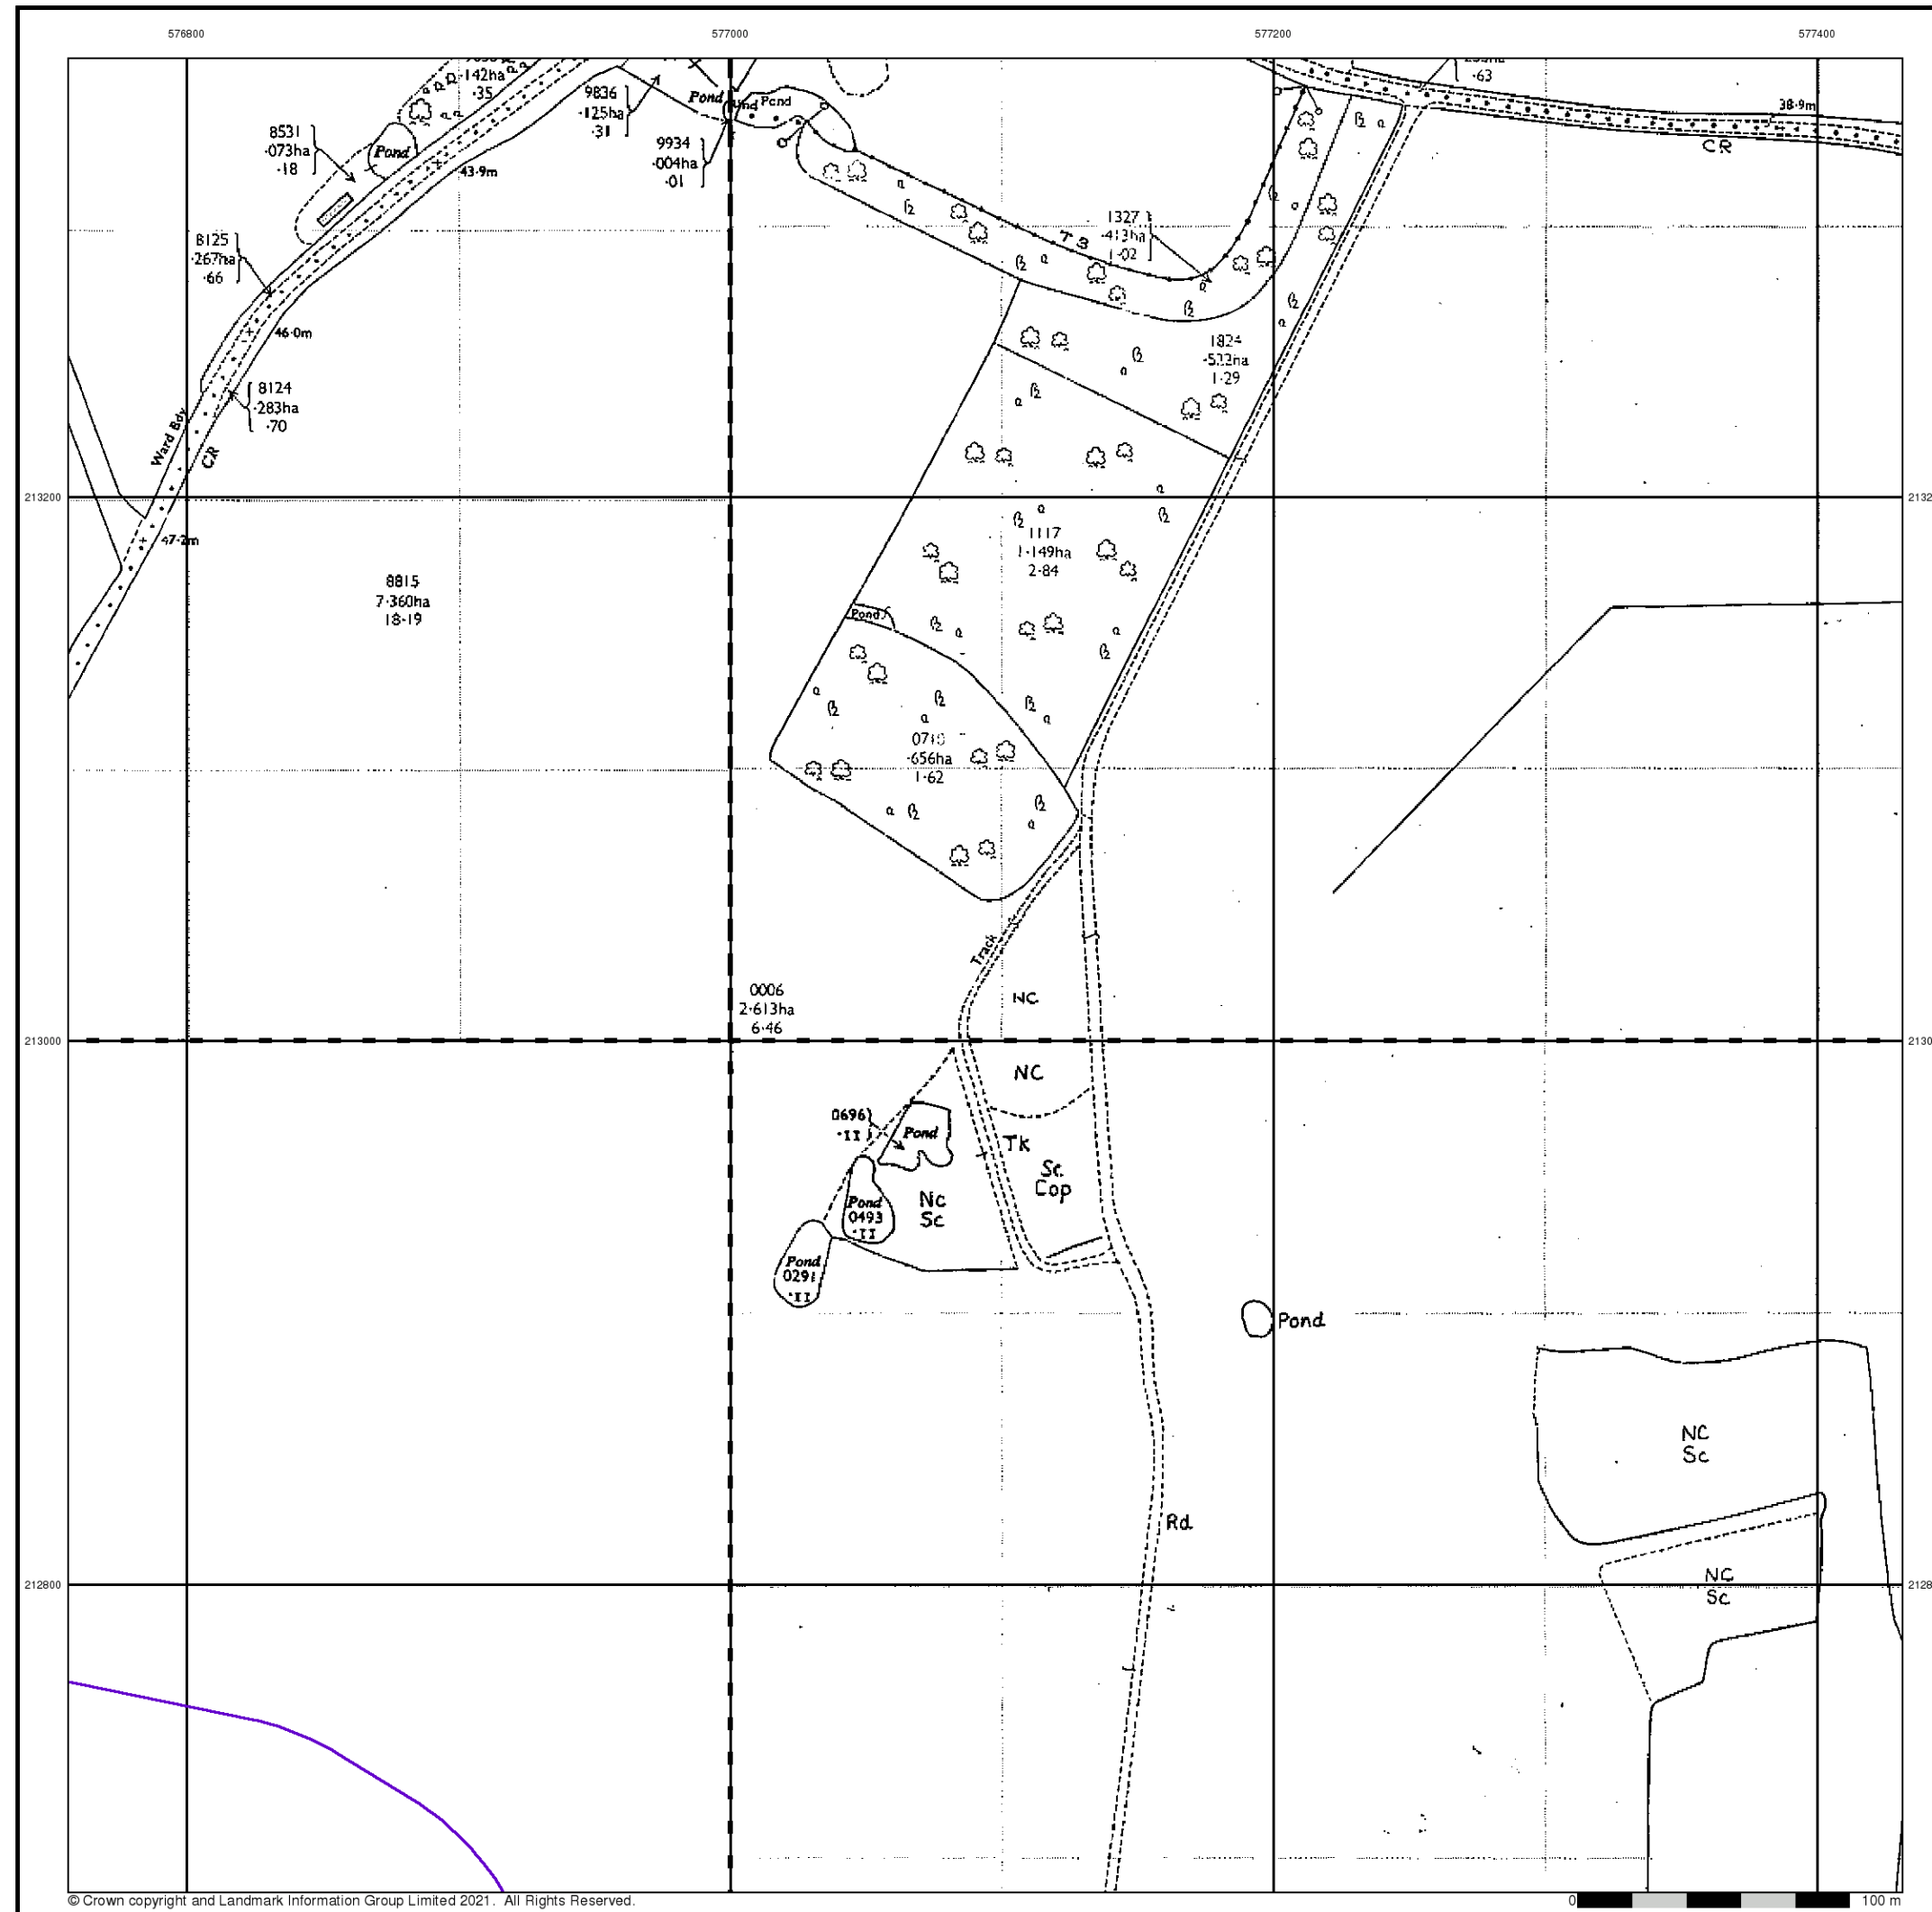 576800
577000
577200
577400
·142ha
·35
8531
·073ha
·18
Pond
43·9m
9836
·125ha
·31
Pond
Pond
9934
·004ha
·01
·63
38·9m
CR
8125
·267ha
·66
46·0m
8124
·283ha
·70
Ward Bdy
CR
1327
·413ha
1·02
1824
1·29
213200
2132
47·2m
8815
7·360ha
18·19
1117
1·149ha
2·84
Pond
·656ha
1·62
Track
NC
0006
2·613ha
6·46
213000
2130
NC
0696
·11
Pond
Tk
Sc
Cop
Pond
0493
·11
NC
Sc
Pond
0291
·11
Pond
NC
Sc
Rd
NC
Sc
212800
2128
© Crown copyright and Landmark Information Group Limited 2021. All Rights Reserved.
0
100 m